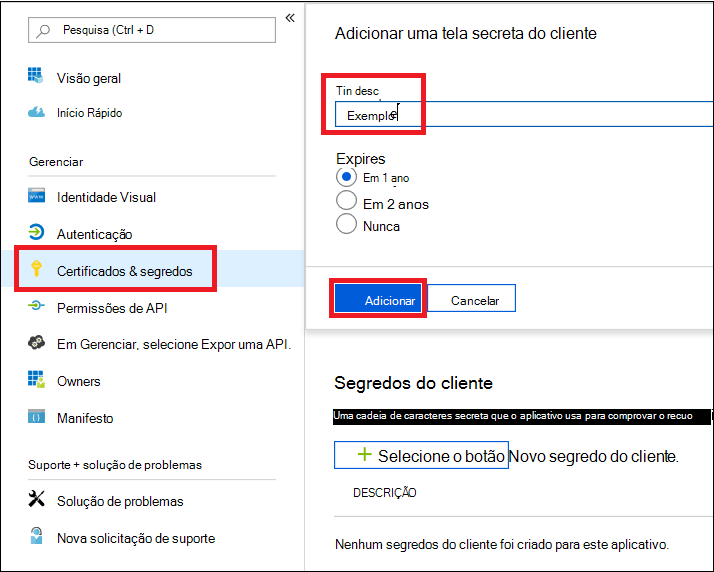 Pesquisa (Ctrl + D
Visão geral
Início Rápido
Gerenciar
Identidade Visual
Autenticação
Certificados & segredos
Permissões de API
Em Gerenciar, selecione Expor uma API.
Owners
Manifesto
Suporte + solução de problemas
Solução de problemas
Nova solicitação de suporte
Adicionar uma tela secreta do cliente
Tin desc
Exemplo
Expires
Em 1 ano
Em 2 anos
Nunca
Adicionar Cancelar
Segredos do cliente
Uma cadeia de caracteres secreta que o aplicativo usa para comprovar o recuo
+ Selecione o botão Novo segredo do cliente.
DESCRIÇÃO
Nenhum segredos do cliente foi criado para este aplicativo.